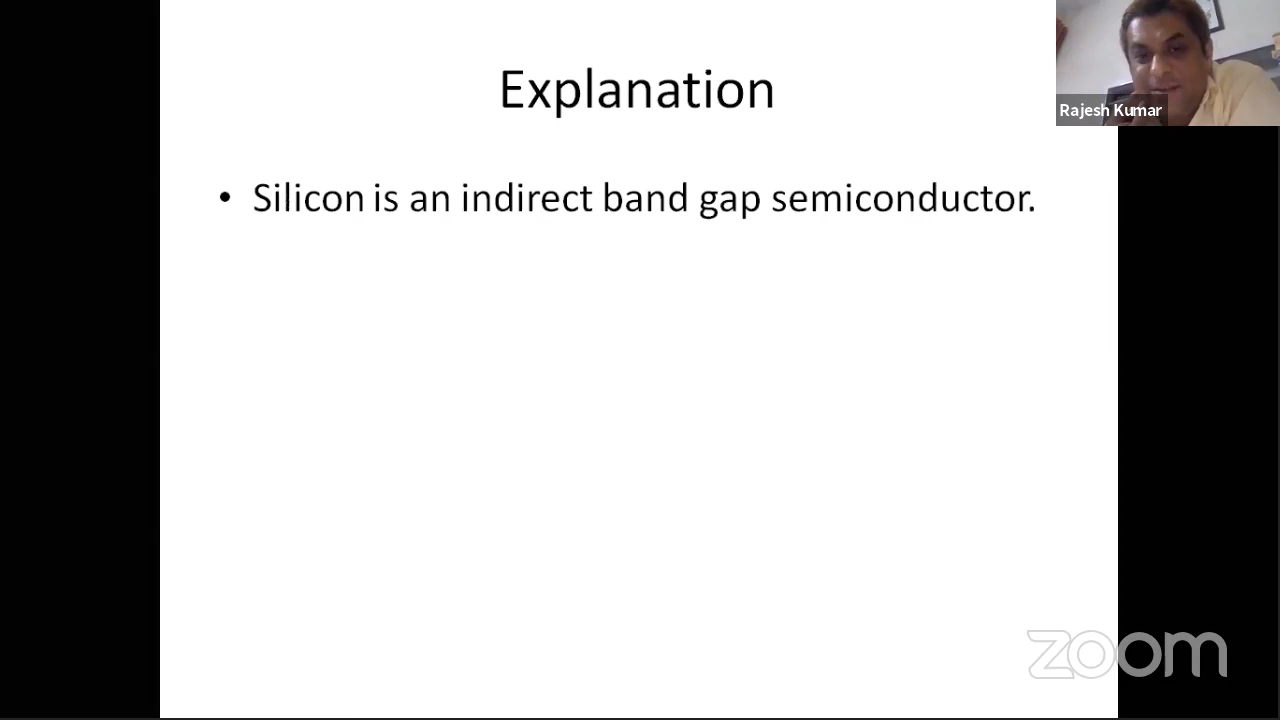 Explanation
Rajesh Kumar
• Silicon is an indirect band gap semiconductor.
zoom